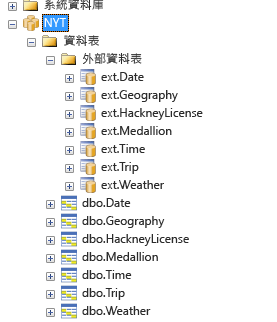 系統資料庫
NYT
資料表
外部資料表
ext.Date
ext.Geography
ext.HackneyLicense
ext.Medallion
ext.Time
ext.Trip
ext.Weather
dbo.Date
dbo.Geography
dbo.HackneyLicense
dbo.Medallion
dbo.Time
dbo.Trip
dbo.Weather